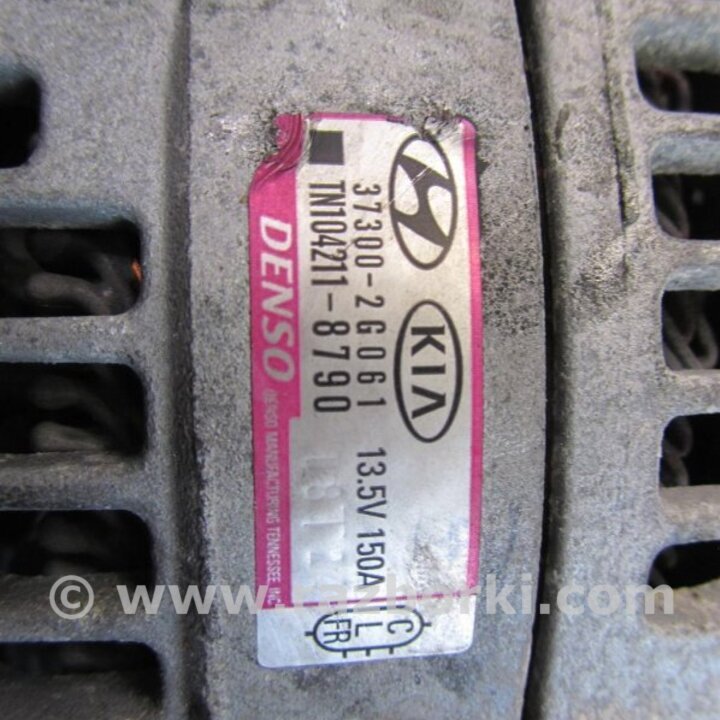 KIA
37300-2G061 13.5V 150A
TN104211-8790
DENSO DENSO MANUFACTURING TENNESSEE, INC
C
L
FR
© www.razborki.com